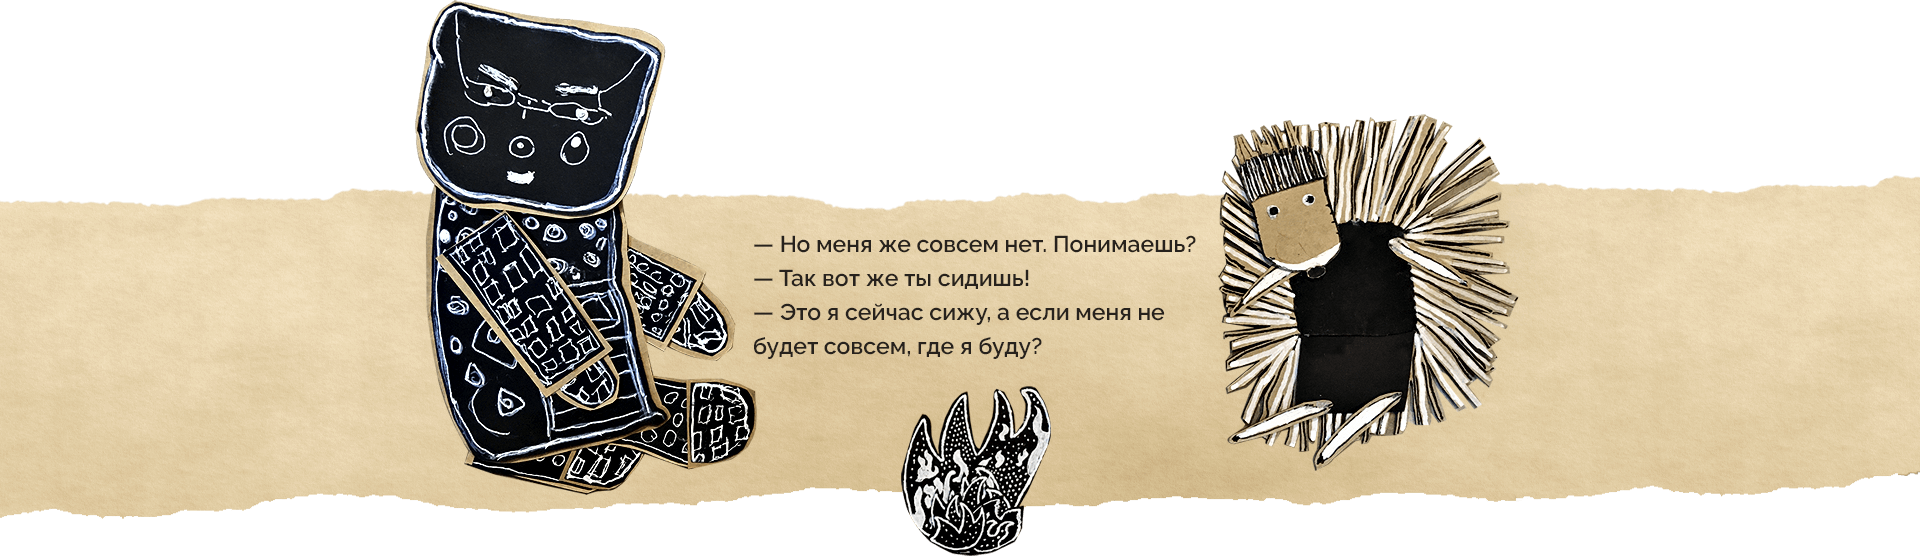 — Но меня же совсем нет. Понимаешь?
— Так вот же ты сидишь!
— Это я сейчас сижу, а если меня не
будет совсем, где я буду?